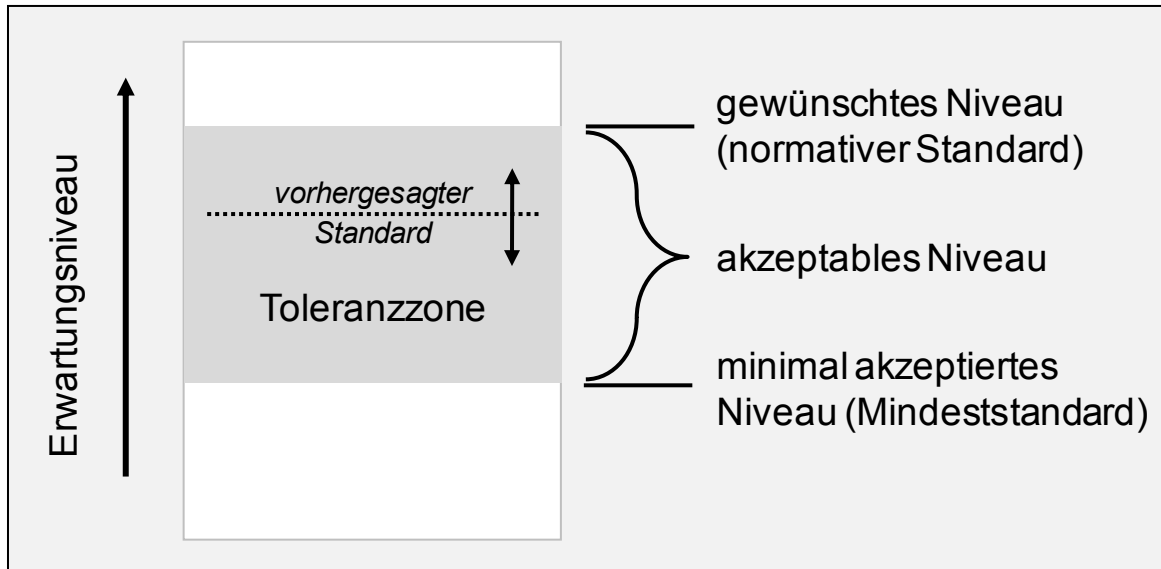 Erwartungsniveau
vorhergesagter
Standard
Toleranzzone
gewünschtes Niveau
(normativer Standard)
akzeptables Niveau
minimal akzeptiertes
Niveau (Mindeststandard)